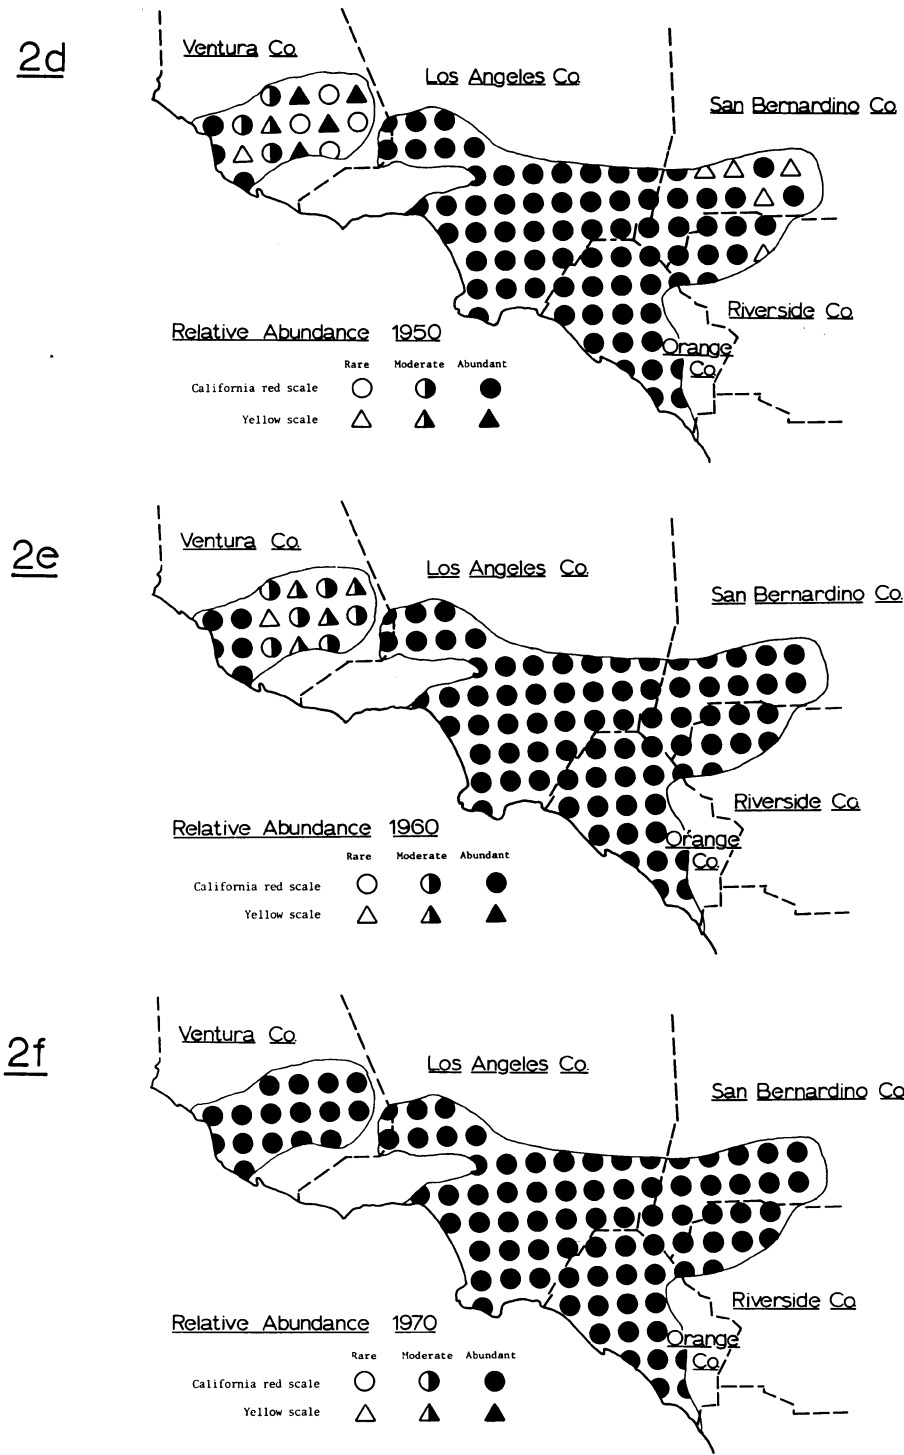 2d
Ventura Co.
Los Angeles Co
San Bernardino Co.
Riverside Co.
Orange
Co.
Relative Abundance 1950
Rare Moderate Abundant
California red scale
Yellow scale
2e
Ventura Co.
Los Angeles Co.
San Bernardino Co.
Riverside Co.
Orange
Co.
Relative Abundance 1960
Rare Moderate Abundant
California red scale
Yellow scale
2f
Ventura Co.
Los Angeles Co.
San Bernardino Co.
Riverside Co.
Orange
Co.
Relative Abundance 1970
Rare Moderate Abundant
California red scale
Yellow scale